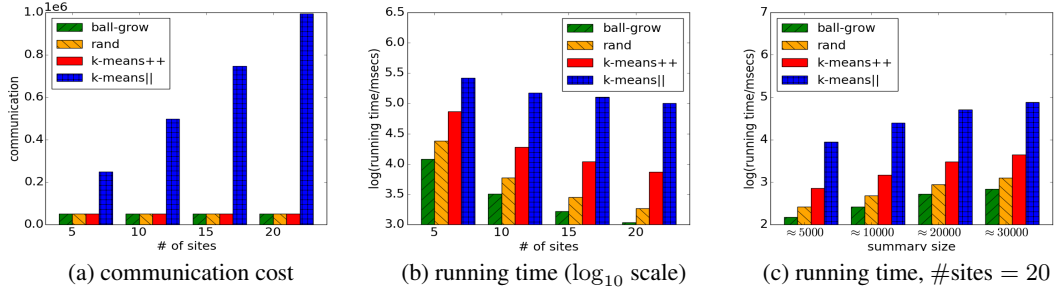 1.0 1e6
0.8
0.6
0.4
0.2
0.0
communication
ball-grow
rand
k-means++
k-means||
5 10 15 20
# of sites
(a) communication cost
6.5
6.0
5.5
5.0
4.5
4.0
3.5
3.0
log(running time/msecs)
ball-grow
rand
k-means++
k-means||
5 10 15 20
# of sites
(b) running time (log10 scale)
7
6
5
4
3
2
log(running time/msecs)
ball-grow
rand
k-means++
k-means||
≈5000 ≈10000 ≈20000 ≈30000
summary size
(c) running time, #sites = 20